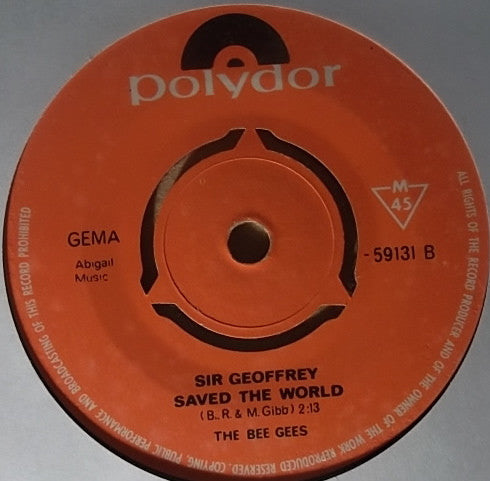 polydor
GEMA
Abigail
Music
M
45
-59131 B
SIR GEOFFREY
SAVED THE WORLD
(B., R. & M. Gibb) 2:13
THE BEE GEES
ALL RIGHTS OF THE RECORD PRODUCER AND OF THE OWNER OF THE WORK REPRODUCED RESERVED, COPYING, PUBLIC PERFORMANCE AND BROADCASTING OF THIS RECORD PROHIBITED